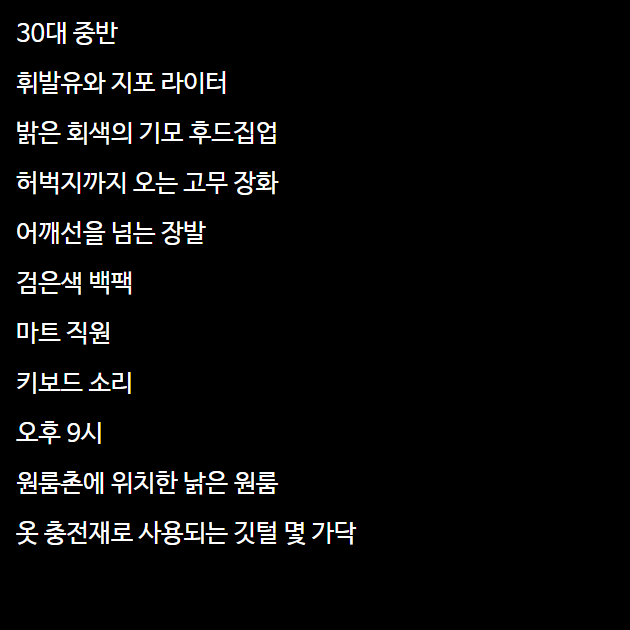 30대 중반
휘발유와 지포 라이터
밝은 회색의 기모 후드집업
허벅지까지 오는 고무 장화
어깨선을 넘는 장발
검은색 백팩
마트 직원
키보드 소리
오후 9시
원룸촌에 위치한 낡은 원룸
옷 충전재로 사용되는 깃털 몇 가닥